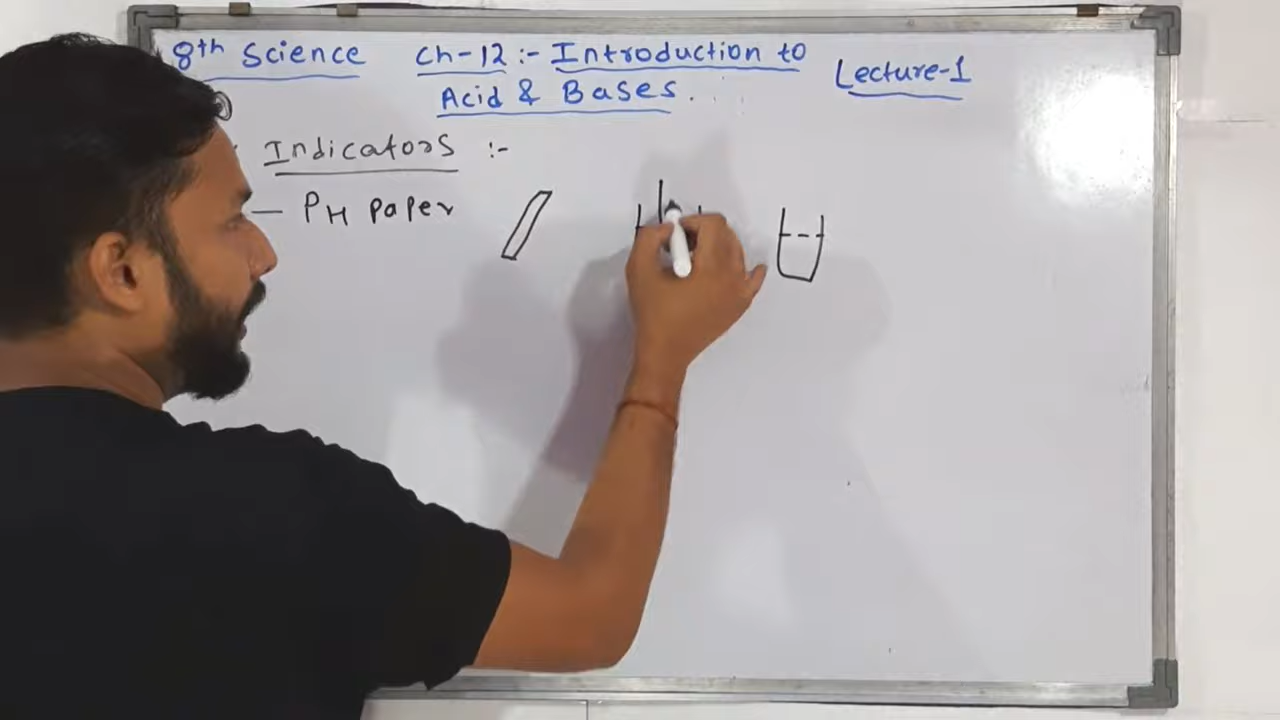 8th Science Ch-12 :- Introduction to
Acid & Bases. Lecture-1
Indicators :-
— PH paper